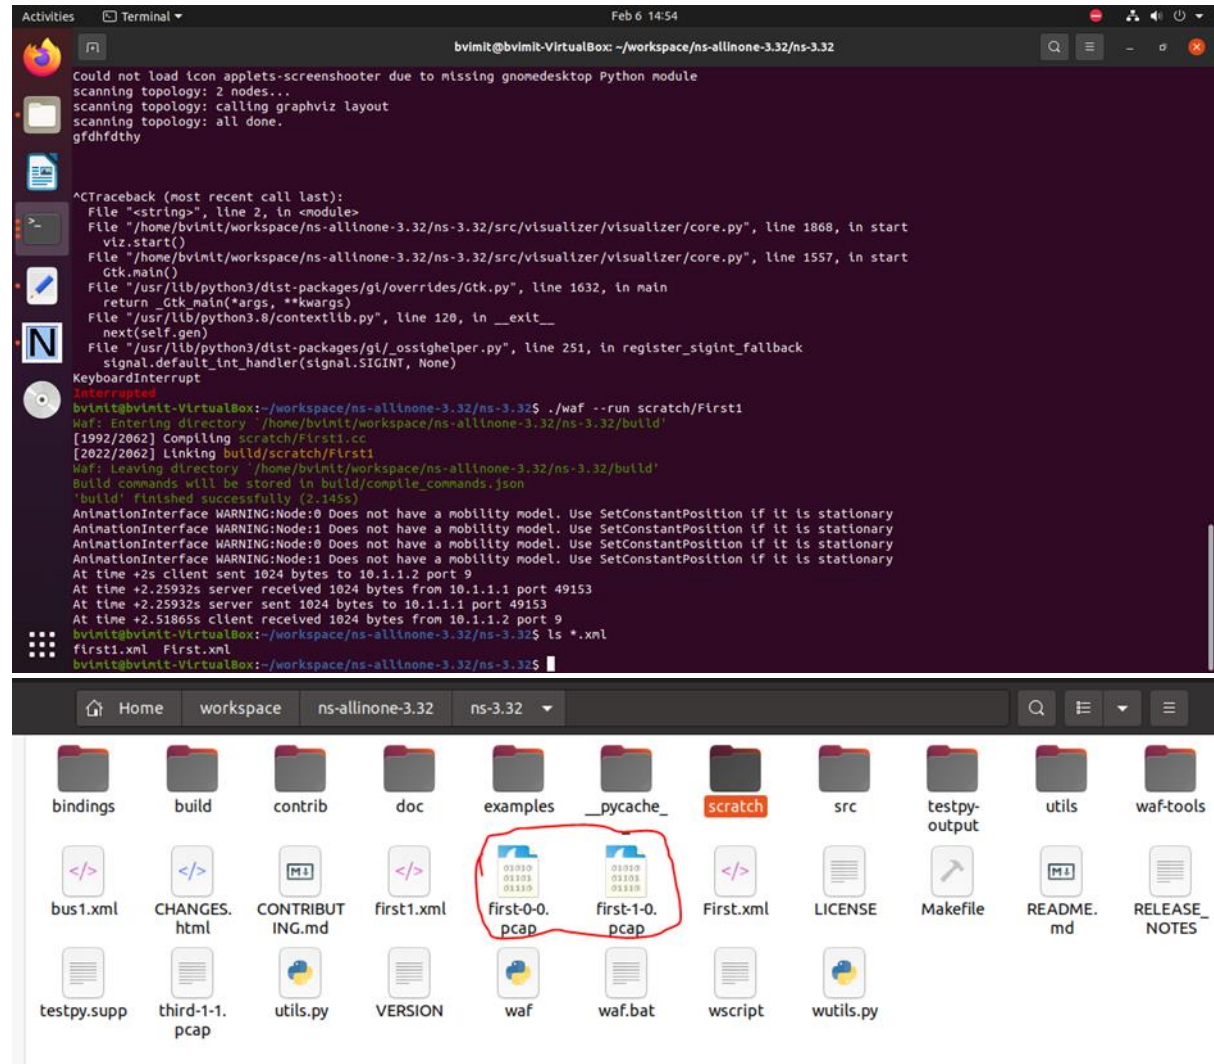 Activities Terminal Feb 6 14:54
bvimit@bvimit-VirtualBox: ~/workspace/ns-allinone-3.32/ns-3.32
Could not load icon applets-screenshooter due to missing gnomedesktop Python module
scanning topology: 2 nodes...
scanning topology: calling graphviz layout
scanning topology: all done.
gfdhfdthy
^CTraceback (most recent call last):
File "<string>", line 2, in <module>
File "/home/bvimit/workspace/ns-allinone-3.32/ns-3.32/src/visualizer/visualizer/core.py", line 1868, in start
viz.start()
File "/home/bvimit/workspace/ns-allinone-3.32/ns-3.32/src/visualizer/visualizer/core.py", line 1557, in start
Gtk.main()
File "/usr/lib/python3/dist-packages/gi/overrides/Gtk.py", line 1632, in main
return _Gtk_main(*args, **kwargs)
File "/usr/lib/python3.8/contextlib.py", line 120, in __exit__
next(self.gen)
File "/usr/lib/python3/dist-packages/gi/_ossighelper.py", line 251, in register_sigint_fallback
signal.default_int_handler(signal.SIGINT, None)
KeyboardInterrupt
Interrupted
bvimit@bvimit-VirtualBox:~/workspace/ns-allinone-3.32/ns-3.32$ ./waf --run scratch/First1
Waf: Entering directory `/home/bvimit/workspace/ns-allinone-3.32/ns-3.32/build'
[1992/2062] Compiling scratch/First1.cc
[2022/2062] Linking build/scratch/First1
Waf: Leaving directory `/home/bvimit/workspace/ns-allinone-3.32/ns-3.32/build'
Build commands will be stored in build/compile_commands.json
'build' finished successfully (2.145s)
AnimationInterface WARNING:Node:0 Does not have a mobility model. Use SetConstantPosition if it is stationary
AnimationInterface WARNING:Node:1 Does not have a mobility model. Use SetConstantPosition if it is stationary
AnimationInterface WARNING:Node:0 Does not have a mobility model. Use SetConstantPosition if it is stationary
AnimationInterface WARNING:Node:1 Does not have a mobility model. Use SetConstantPosition if it is stationary
At time +2s client sent 1024 bytes to 10.1.1.2 port 9
At time +2.25932s server received 1024 bytes from 10.1.1.1 port 49153
At time +2.25932s server sent 1024 bytes to 10.1.1.1 port 49153
At time +2.51865s client received 1024 bytes from 10.1.1.2 port 9
bvimit@bvimit-VirtualBox:~/workspace/ns-allinone-3.32/ns-3.32$ ls *.xml
first1.xml First.xml
bvimit@bvimit-VirtualBox:~/workspace/ns-allinone-3.32/ns-3.32$
Home workspace ns-allinone-3.32 ns-3.32
bindings build contrib doc examples __pycache_ scratch src testpy- utils waf-tools
_ output
</> </> M↓ </> 01010 01101 01110 01010 01101 01110 </> M↓
bus1.xml CHANGES. CONTRIBUT first1.xml first-0-0. first-1-0. First.xml LICENSE Makefile README. RELEASE_
html ING.md pcap pcap md NOTES
testpy.supp third-1-1. utils.py VERSION waf waf.bat wscript wutils.py
pcap